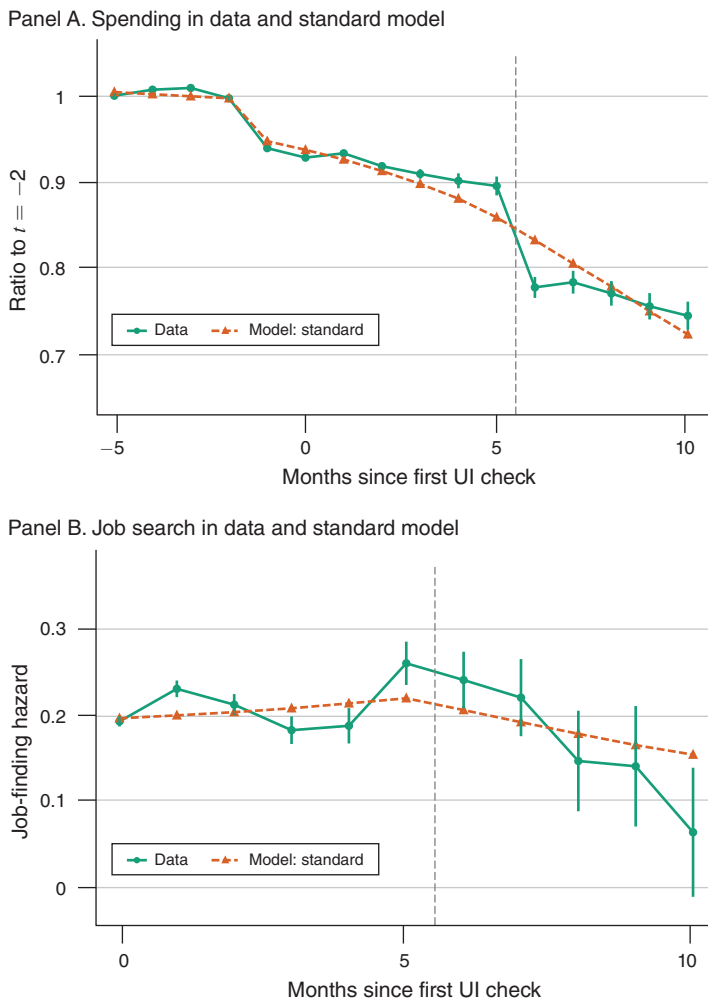 Panel A. Spending in data and standard model
1
0.9
0.8
0.7
Ratio to t = −2
Data
Model: standard
−5
0
5
10
Months since first UI check
Panel B. Job search in data and standard model
0.3
0.2
0.1
0
Job-finding hazard
Data
Model: standard
0
5
10
Months since first UI check